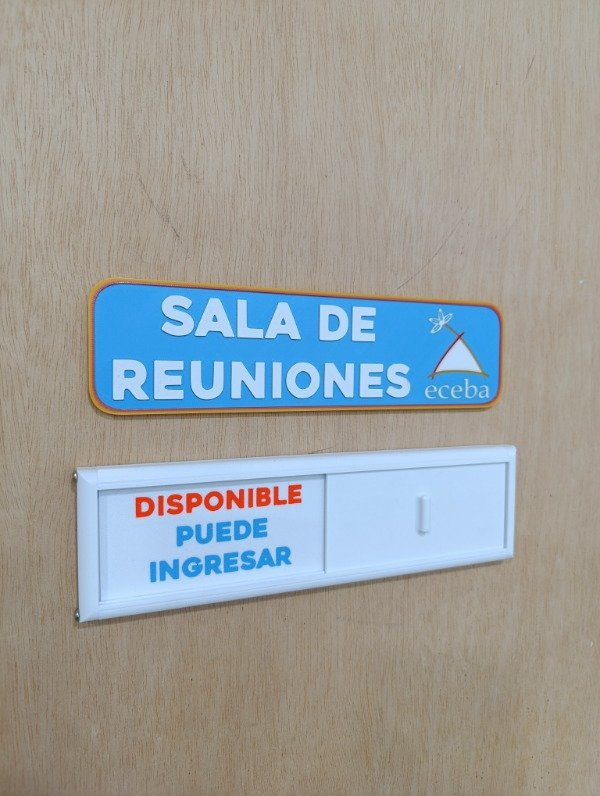 SALA DE
REUNIONES
eceba
DISPONIBLE
PUEDE
INGRESAR